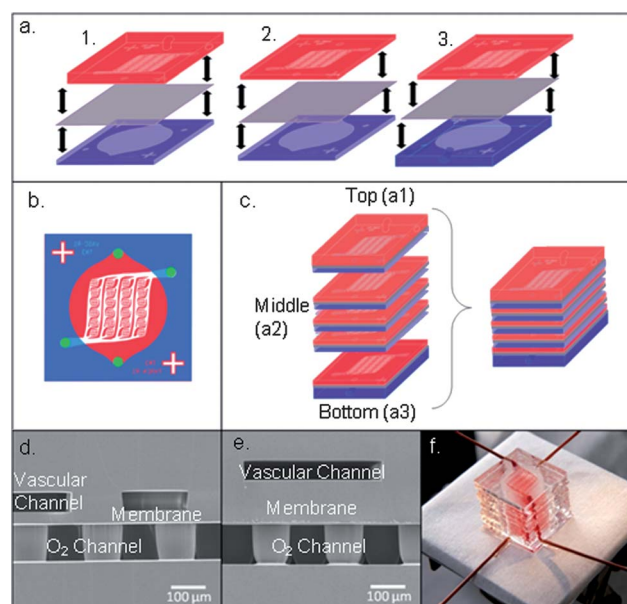 a.
1.
2.
3.
b.
c.
Top (a1)
Middle
(a2)
Bottom (a3)
d.
Vascular
Channel
Membrane
O₂ Channel
100 µm
e.
Vascular Channel
Membrane
O₂ Channel
100 µm
f.